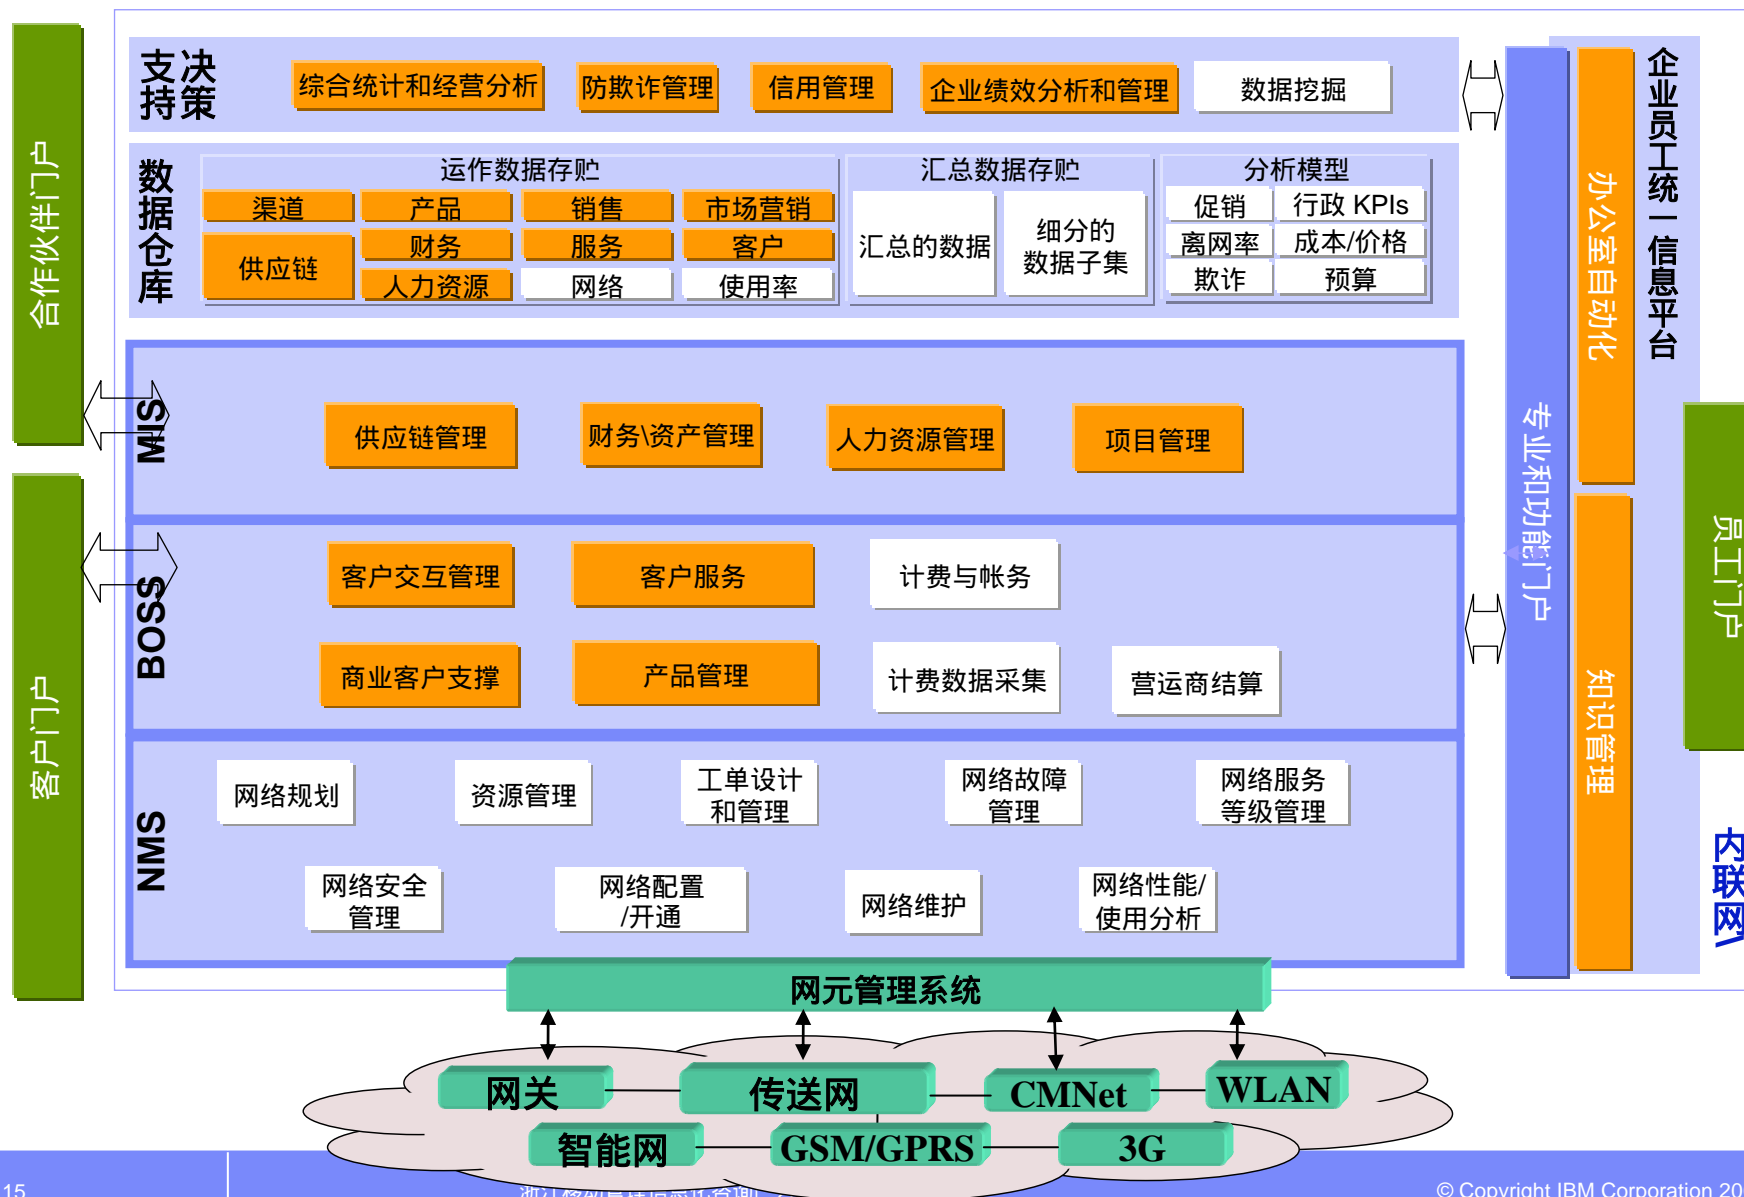 决策
支持
综合统计和经营分析
防欺诈管理
信用管理
企业绩效分析和管理
数据挖掘
数据仓库
运作数据存贮
渠道
产品
销售
市场营销
供应链
财务
服务
客户
人力资源
网络
使用率
汇总数据存贮
汇总的数据
细分的
数据子集
分析模型
促销
行政 KPIs
离网率
成本/价格
欺诈
预算
MIS
供应链管理
财务\资产管理
人力资源管理
项目管理
BOSS
客户交互管理
客户服务
计费与帐务
商业客户支撑
产品管理
计费数据采集
营运商结算
NMS
网络规划
资源管理
工单设计
和管理
网络故障
管理
网络服务
等级管理
网络安全
管理
网络配置
/开通
网络维护
网络性能/
使用分析
合作伙伴门户
客户门户
专业和功能门户
办公室自动化
知识管理
企业员工统一信息平台
员工门户
内联网\
网元管理系统
网关
传送网
CMNet
WLAN
智能网
GSM/GPRS
3G
15
© Copyright IBM Corporation 20